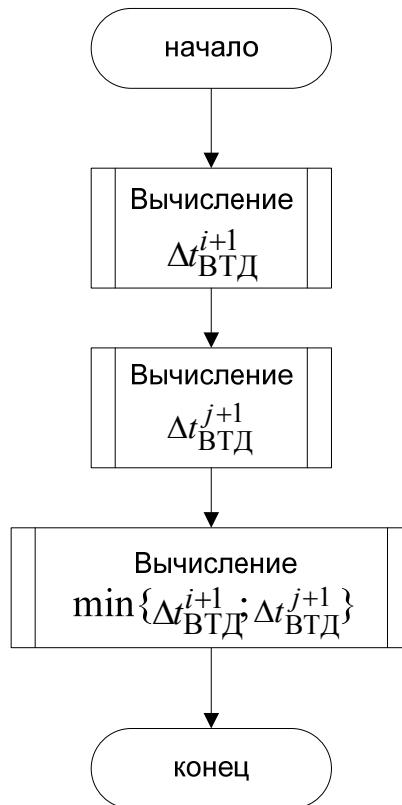 начало
Вычисление
Δt^{i+1}_{ВТД}
Вычисление
Δt^{j+1}_{ВТД}
Вычисление
min{Δt^{i+1}_{ВТД}; Δt^{j+1}_{ВТД}}
конец